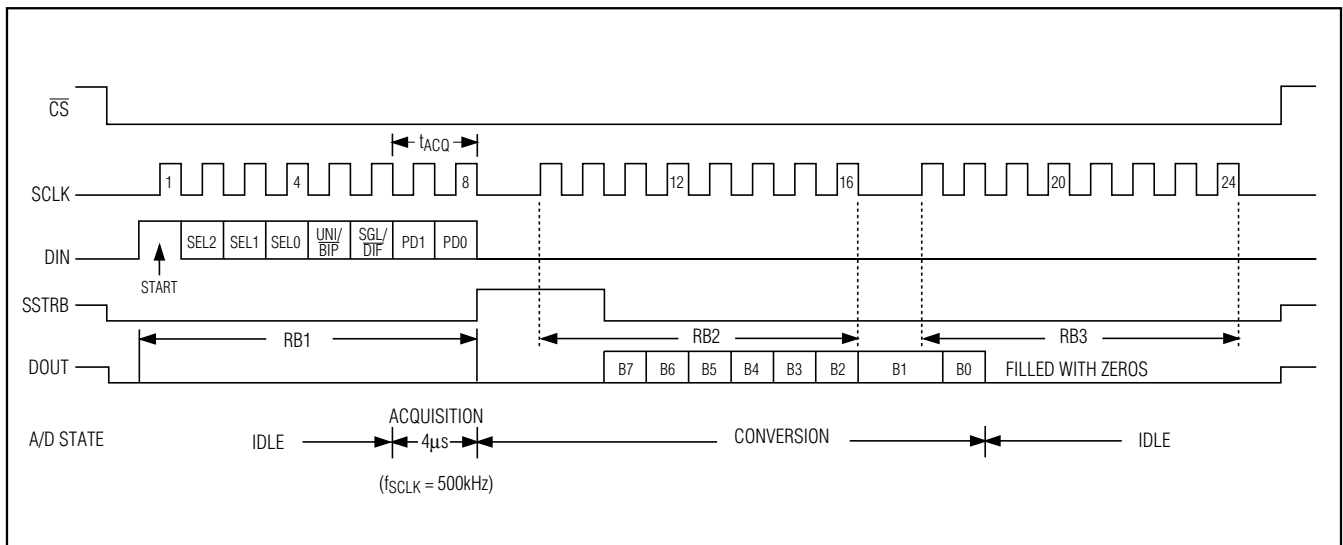 CS
tACQ
SCLK 1 4 8 12 16 20 24
DIN SEL2 SEL1 SEL0 UNI/BIP SGL/DIF PD1 PD0
START
SSTRB
RB1 RB2 RB3
DOUT B7 B6 B5 B4 B3 B2 B1 B0 FILLED WITH ZEROS
ACQUISITION
A/D STATE IDLE 4μs CONVERSION IDLE
(fSCLK = 500kHz)